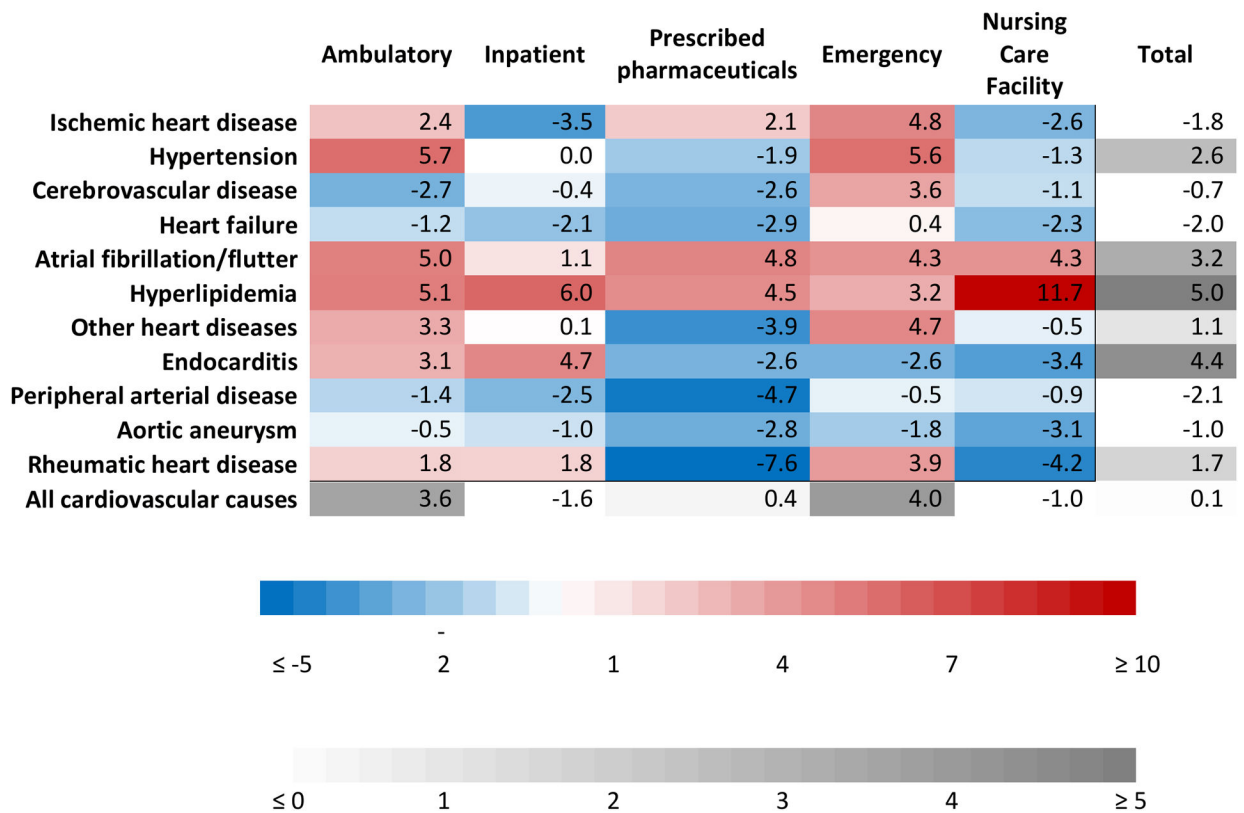 Ambulatory Inpatient Prescribed pharmaceuticals Emergency Nursing Care Facility Total
Ischemic heart disease 2.4 -3.5 2.1 4.8 -2.6 -1.8
Hypertension 5.7 0.0 -1.9 5.6 -1.3 2.6
Cerebrovascular disease -2.7 -0.4 -2.6 3.6 -1.1 -0.7
Heart failure -1.2 -2.1 -2.9 0.4 -2.3 -2.0
Atrial fibrillation/flutter 5.0 1.1 4.8 4.3 4.3 3.2
Hyperlipidemia 5.1 6.0 4.5 3.2 11.7 5.0
Other heart diseases 3.3 0.1 -3.9 4.7 -0.5 1.1
Endocarditis 3.1 4.7 -2.6 -2.6 -3.4 4.4
Peripheral arterial disease -1.4 -2.5 -4.7 -0.5 -0.9 -2.1
Aortic aneurysm -0.5 -1.0 -2.8 -1.8 -3.1 -1.0
Rheumatic heart disease 1.8 1.8 -7.6 3.9 -4.2 1.7
All cardiovascular causes 3.6 -1.6 0.4 4.0 -1.0 0.1
-
≤ -5 2 1 4 7 ≥ 10
≤ 0 1 2 3 4 ≥ 5